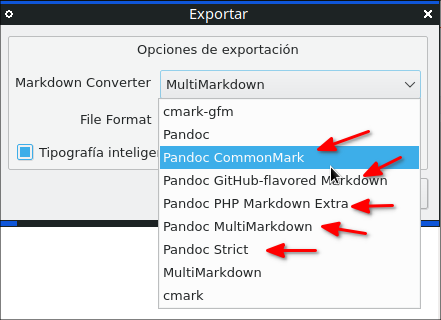 Exportar
Opciones de exportación
Markdown Converter
MultiMarkdown
File Format
Tipografía intelige
cmark-gfm
Pandoc
Pandoc CommonMark
Pandoc GitHub-flavored Markdown
Pandoc PHP Markdown Extra
Pandoc MultiMarkdown
Pandoc Strict
MultiMarkdown
cmark